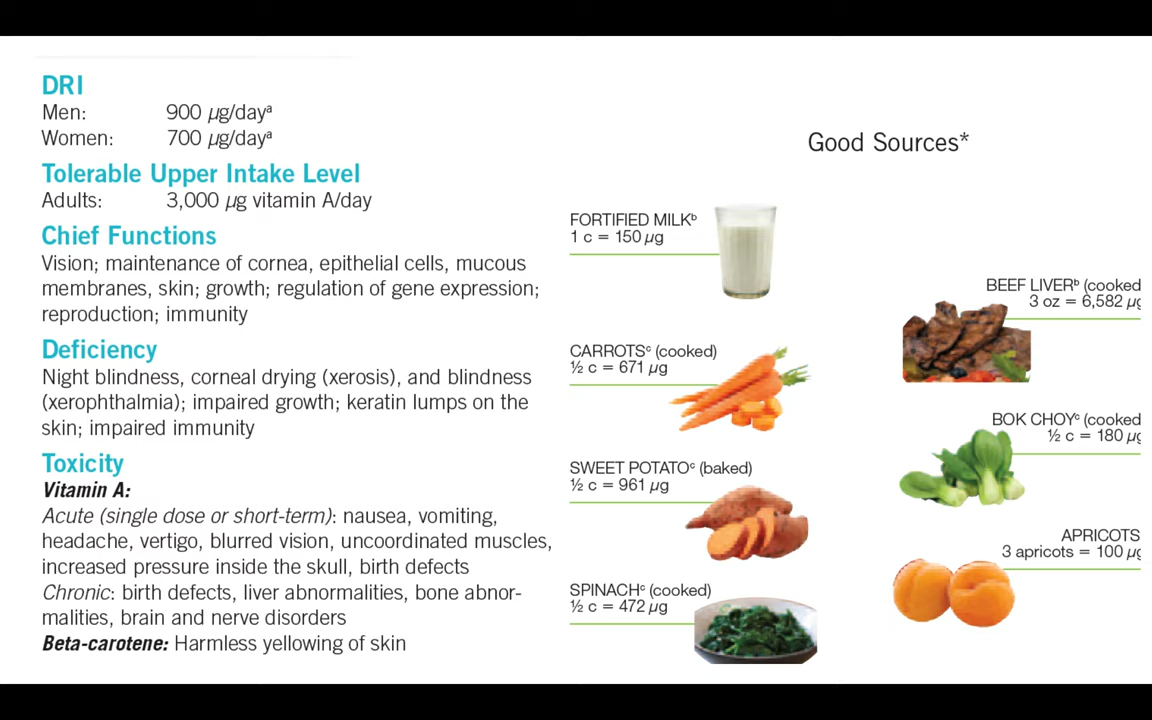 DRI
Men: 900 µg/dayᵃ
Women: 700 µg/dayᵃ
Tolerable Upper Intake Level
Adults: 3,000 µg vitamin A/day
Chief Functions
Vision; maintenance of cornea, epithelial cells, mucous
membranes, skin; growth; regulation of gene expression;
reproduction; immunity
Deficiency
Night blindness, corneal drying (xerosis), and blindness
(xerophthalmia); impaired growth; keratin lumps on the
skin; impaired immunity
Toxicity
Vitamin A:
Acute (single dose or short-term): nausea, vomiting,
headache, vertigo, blurred vision, uncoordinated muscles,
increased pressure inside the skull, birth defects
Chronic: birth defects, liver abnormalities, bone abnor-
malities, brain and nerve disorders
Beta-carotene: Harmless yellowing of skin
Good Sources*
FORTIFIED MILKᵇ
1 c = 150 µg
CARROTSᶜ (cooked)
½ c = 671 µg
SWEET POTATOᶜ (baked)
½ c = 961 µg
SPINACHᶜ (cooked)
½ c = 472 µg
BEEF LIVERᵇ (cooked
3 oz = 6,582 µg
BOK CHOYᶜ (cooked
½ c = 180 µg
APRICOTS
3 apricots = 100 µg